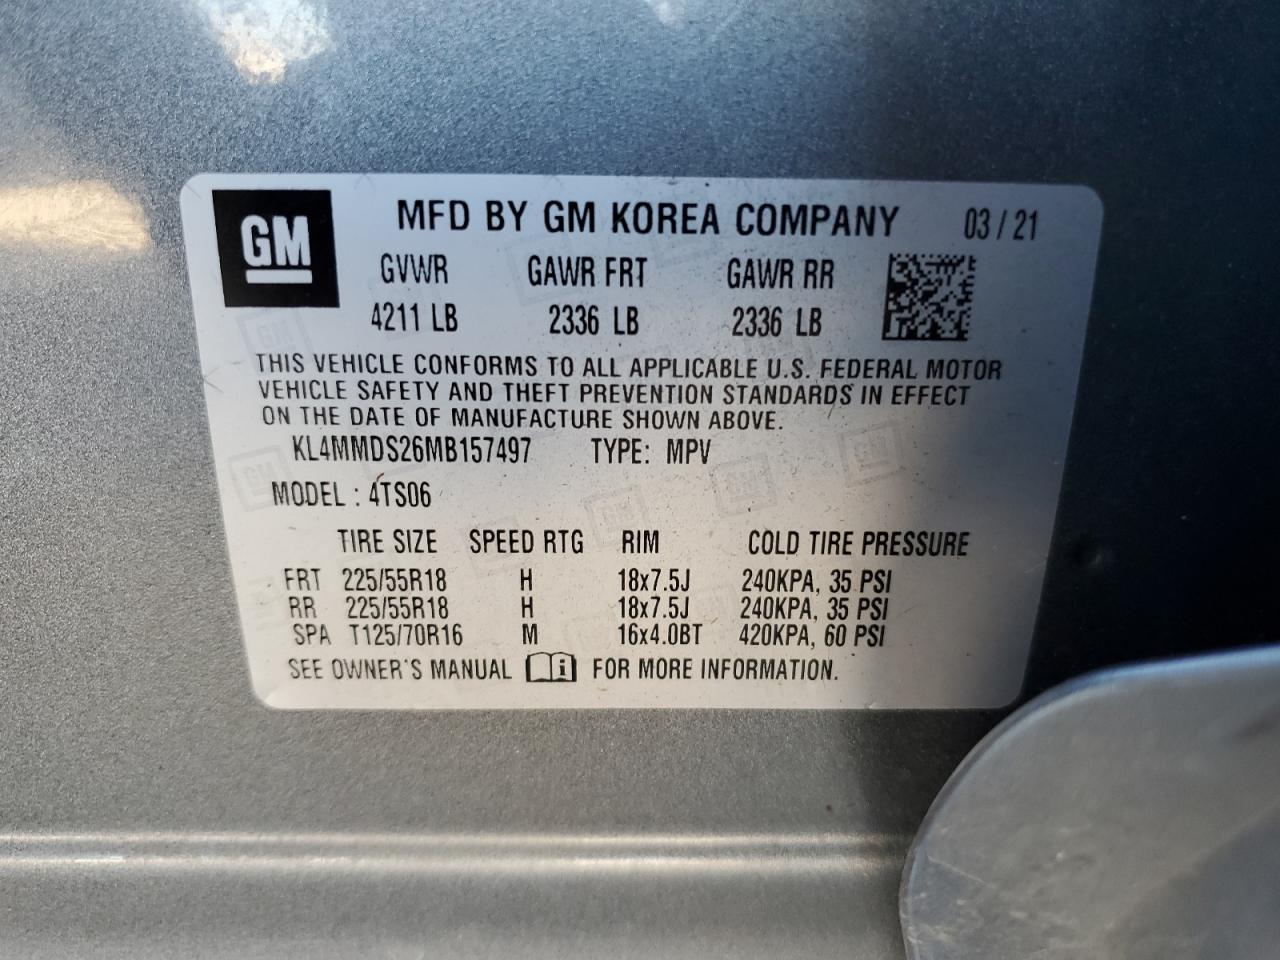 GM MFD BY GM KOREA COMPANY 03 / 21
GVWR GAWR FRT GAWR RR
4211 LB 2336 LB 2336 LB
THIS VEHICLE CONFORMS TO ALL APPLICABLE U.S. FEDERAL MOTOR
VEHICLE SAFETY AND THEFT PREVENTION STANDARDS IN EFFECT
ON THE DATE OF MANUFACTURE SHOWN ABOVE.
KL4MMDS26MB157497 TYPE: MPV
MODEL : 4TS06
TIRE SIZE SPEED RTG RIM COLD TIRE PRESSURE
FRT 225/55R18 H 18x7.5J 240KPA, 35 PSI
RR 225/55R18 H 18x7.5J 240KPA, 35 PSI
SPA T125/70R16 M 16x4.0BT 420KPA, 60 PSI
SEE OWNER'S MANUAL i FOR MORE INFORMATION.